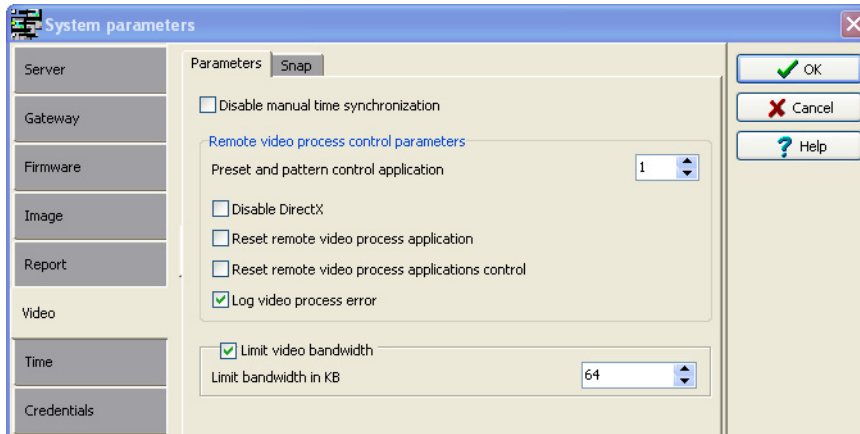 System parameters
Server
Gateway
Firmware
Image
Report
Video
Time
Credentials
Parameters
Snap
Disable manual time synchronization
Remote video process control parameters
Preset and pattern control application
1
Disable DirectX
Reset remote video process application
Reset remote video process applications control
Log video process error
Limit video bandwidth
Limit bandwidth in KB
64
OK
Cancel
Help